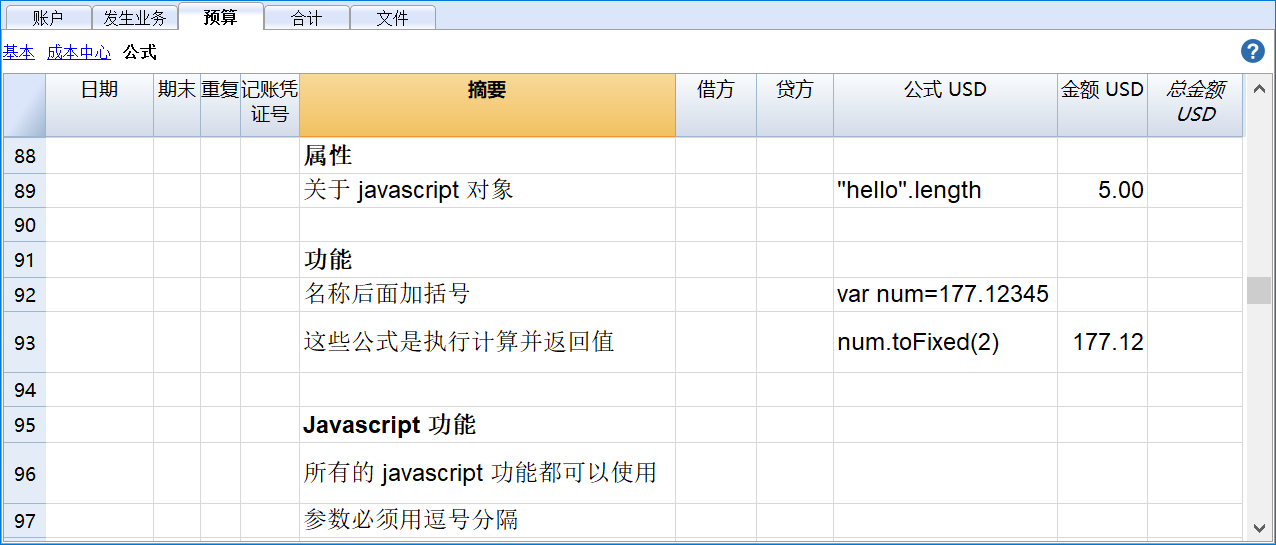 账户 发生业务 预算 合计 文件
基本 成本中心 公式 ?
日期 期末 重复 记账凭证号 摘要 借方 贷方 公式 USD 金额 USD 总金额 USD
88 属性
89 关于 javascript 对象 "hello".length 5.00
90
91 功能
92 名称后面加括号 var num=177.12345
93 这些公式是执行计算并返回值 num.toFixed(2) 177.12
94
95 Javascript 功能
96 所有的 javascript 功能都可以使用
97 参数必须用逗号分隔